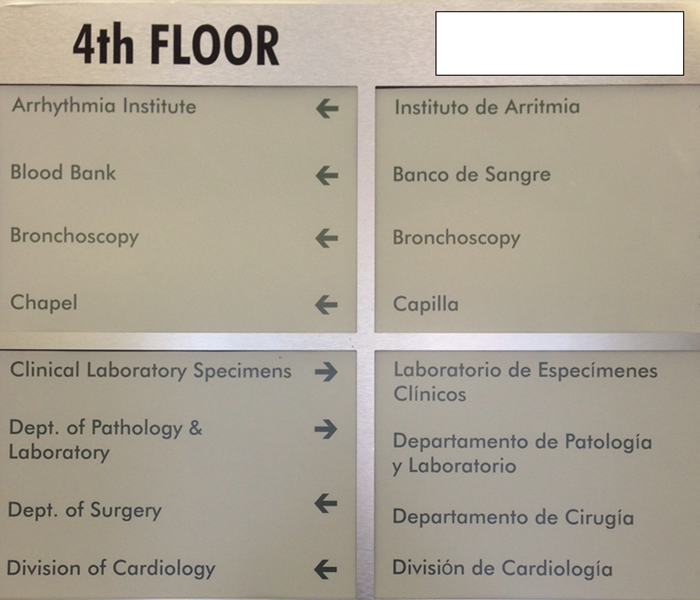 4th FLOOR
Arrhythmia Institute ←
Blood Bank ←
Bronchoscopy ←
Chapel ←
Instituto de Arritmia
Banco de Sangre
Bronchoscopy
Capilla
Clinical Laboratory Specimens →
Dept. of Pathology &
Laboratory →
Dept. of Surgery ←
Division of Cardiology ←
Laboratorio de Especímenes
Clínicos
Departamento de Patología
y Laboratorio
Departamento de Cirugía
División de Cardiología